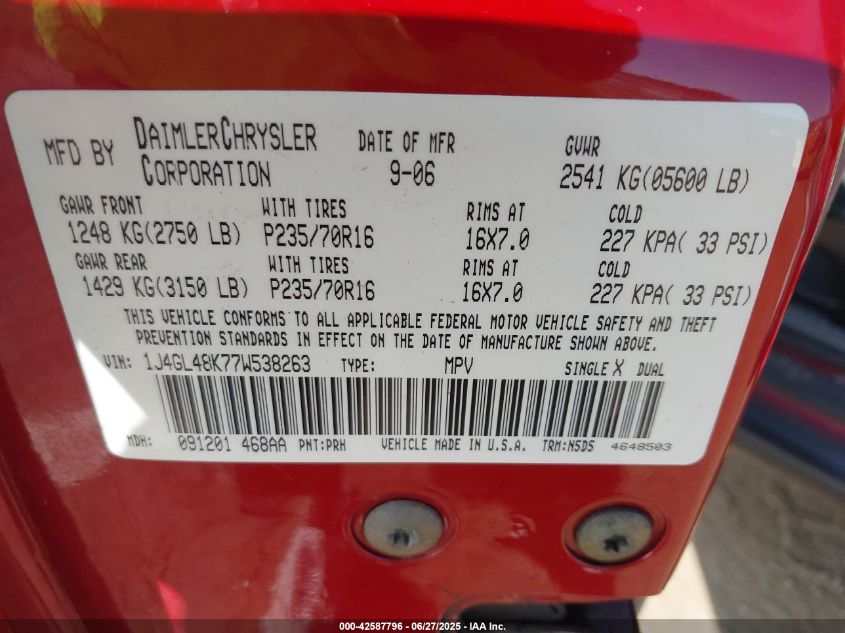 MFD BY DAIMLERCHRYSLER CORPORATION DATE OF MFR 9-06 GVWR 2541 KG(05600 LB)
GAWR FRONT WITH TIRES RIMS AT COLD
1248 KG(2750 LB) P235/70R16 16X7.0 227 KPA( 33 PSI)
GAWR REAR WITH TIRES RIMS AT COLD
1429 KG(3150 LB) P235/70R16 16X7.0 227 KPA( 33 PSI)
THIS VEHICLE CONFORMS TO ALL APPLICABLE FEDERAL MOTOR VEHICLE SAFETY AND THEFT
PREVENTION STANDARDS IN EFFECT ON THE DATE OF MANUFACTURE SHOWN ABOVE.
VIN: 1J4GL48K77W538263 TYPE: MPV SINGLE X DUAL
MDH: 091201 468AA PNT:PRH VEHICLE MADE IN U.S.A. TRM:N5D5 4648503
000-42587796 - 06/27/2025 - IAA Inc.